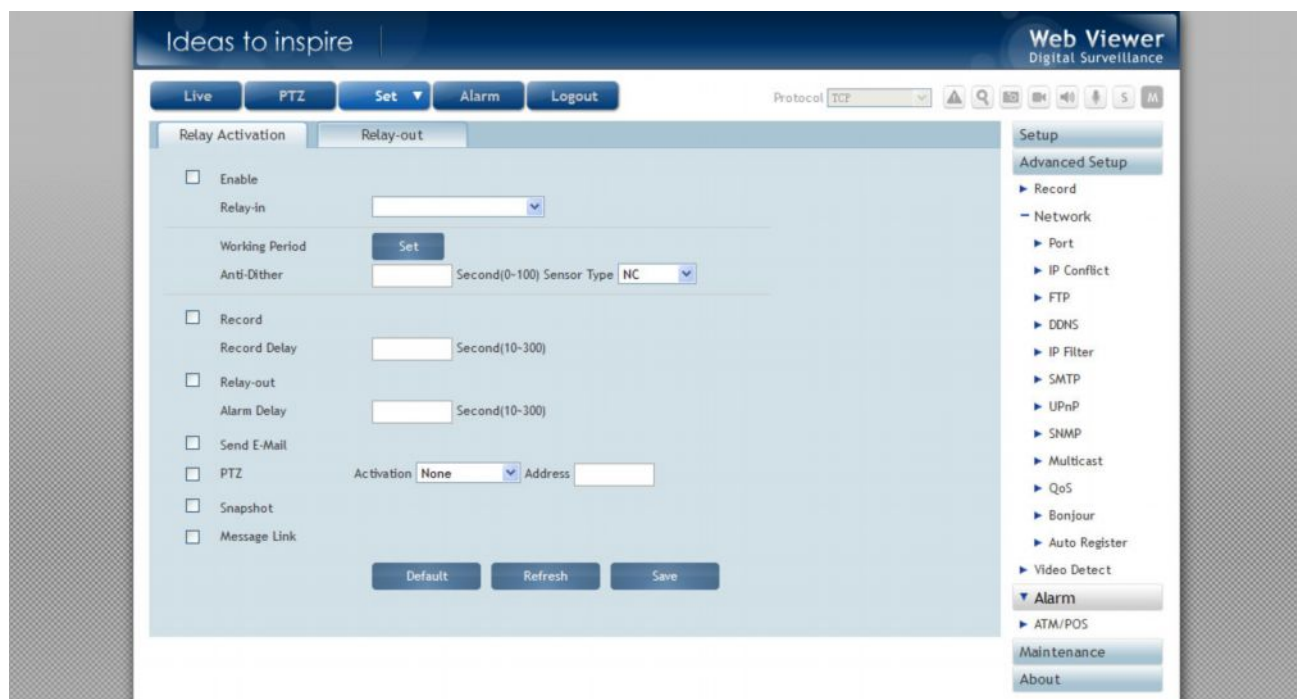 Ideas to inspire
Web Viewer
Digital Surveillance
Live PTZ Set ▼ Alarm Logout Protocol TCP S M
Relay Activation Relay-out
Enable
Relay-in
Working Period Set
Anti-Dither Second(0~100) Sensor Type NC
Record
Record Delay Second(10~300)
Relay-out
Alarm Delay Second(10~300)
Send E-Mail
PTZ Activation None Address
Snapshot
Message Link
Default Refresh Save
Setup
Advanced Setup
Record
Network
Port
IP Conflict
FTP
DDNS
IP Filter
SMTP
UPnP
SNMP
Multicast
QoS
Bonjour
Auto Register
Video Detect
Alarm
ATM/POS
Maintenance
About